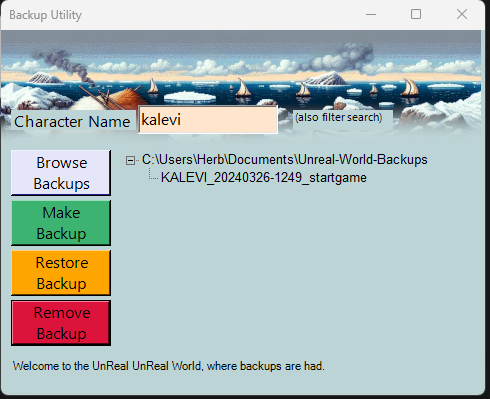 Backup Utility
Character Name
kalevi
(also filter search)
Browse
Backups
C:\Users\Herb\Documents\Unreal-World-Backups
KALEVI_20240326-1249_startgame
Make
Backup
Restore
Backup
Remove
Backup
Welcome to the UnReal UnReal World, where backups are had.